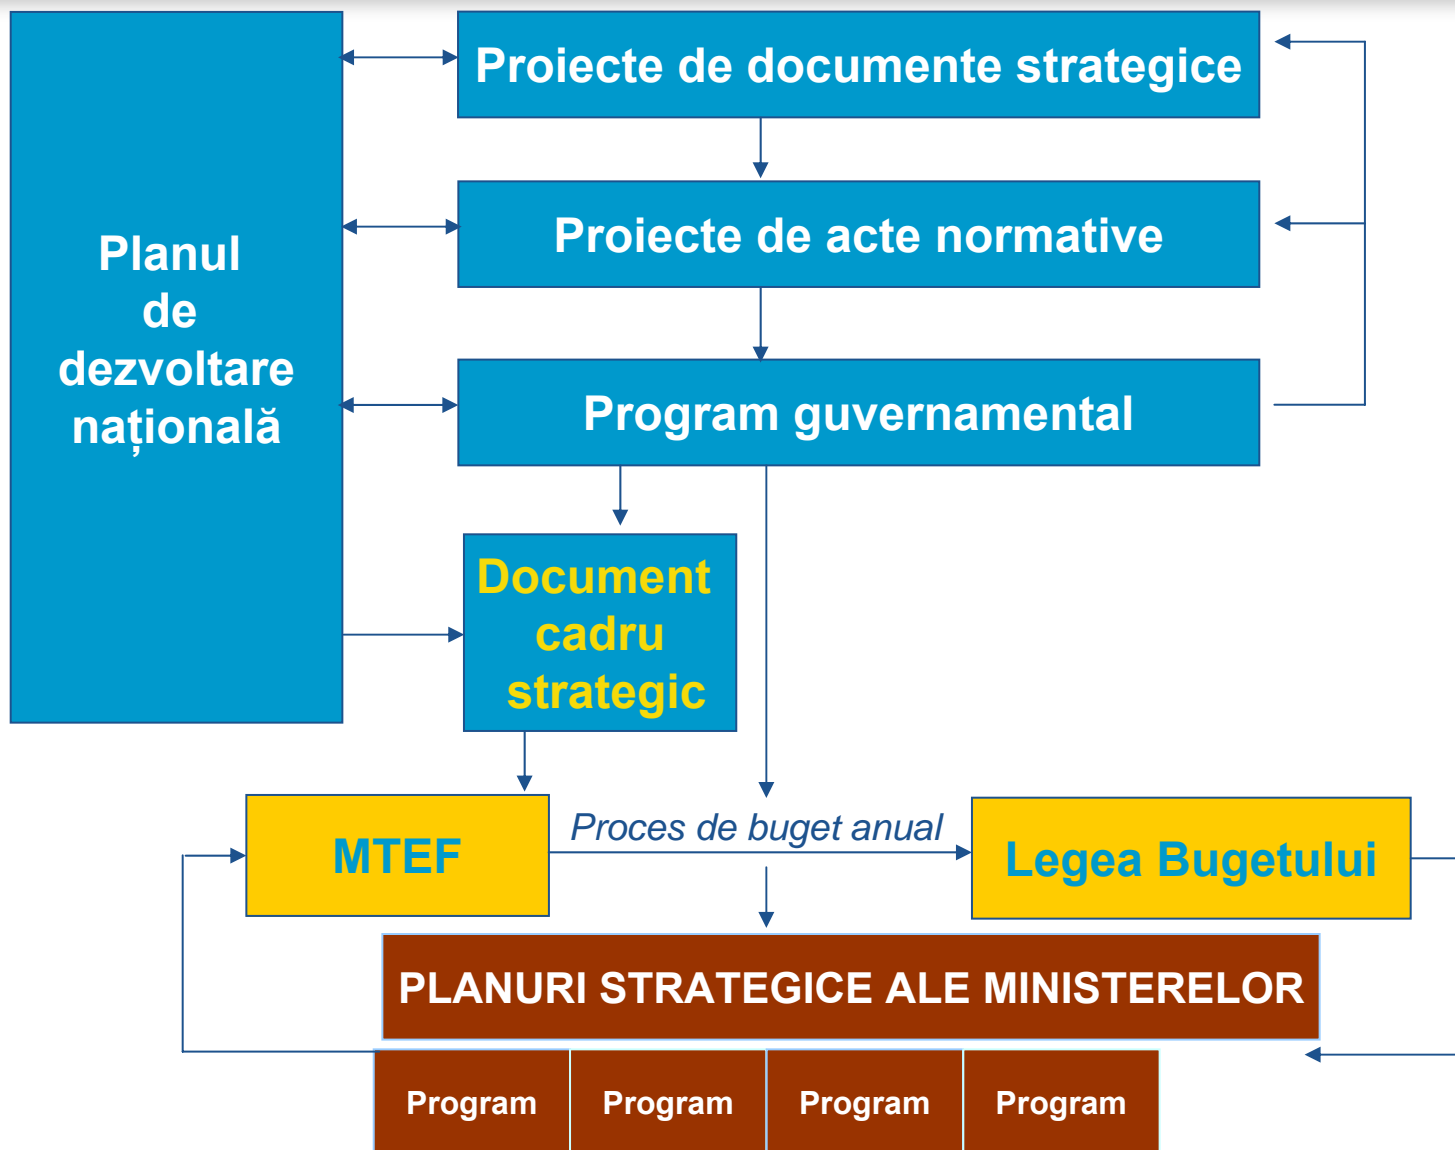 Planul
de
dezvoltare
națională
Proiecte de documente strategice
Proiecte de acte normative
Program guvernamental
Document
cadru
strategic
MTEF
Proces de buget anual
Legea Bugetului
PLANURI STRATEGICE ALE MINISTERELOR
Program
Program
Program
Program